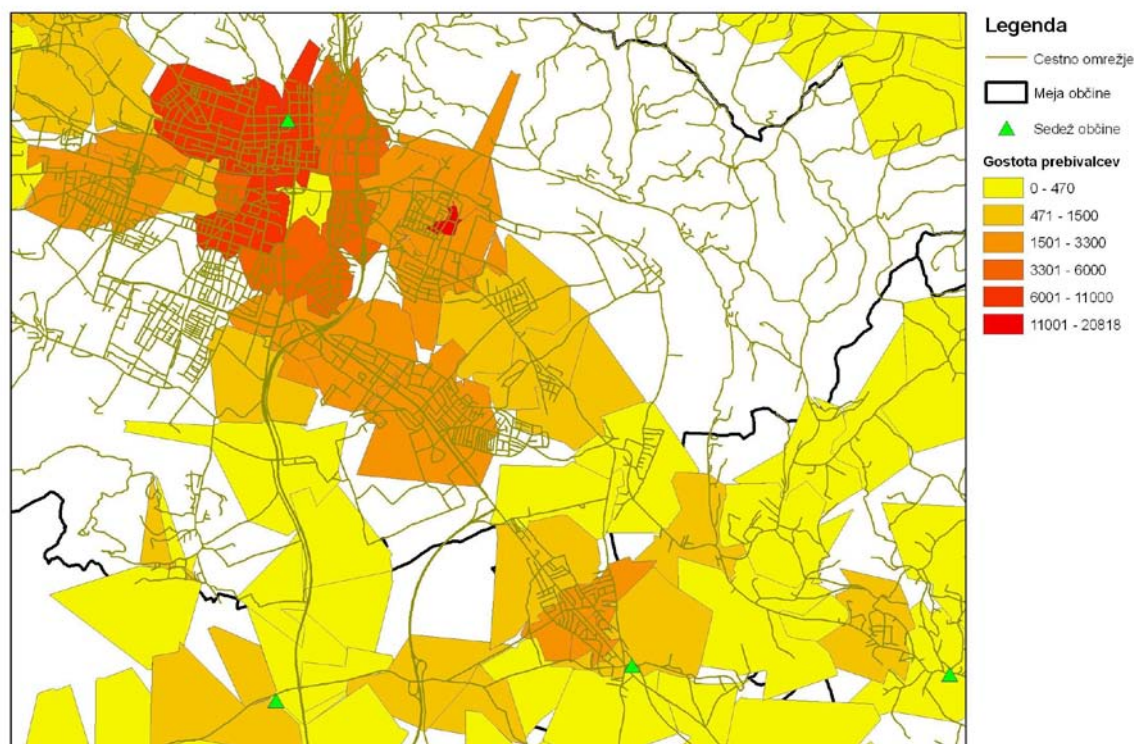 Legenda
Cestno omrežje
Meja občine
Sedež občine
Gostota prebivalcev
0 - 470
471 - 1500
1501 - 3300
3301 - 6000
6001 - 11000
11001 - 20818